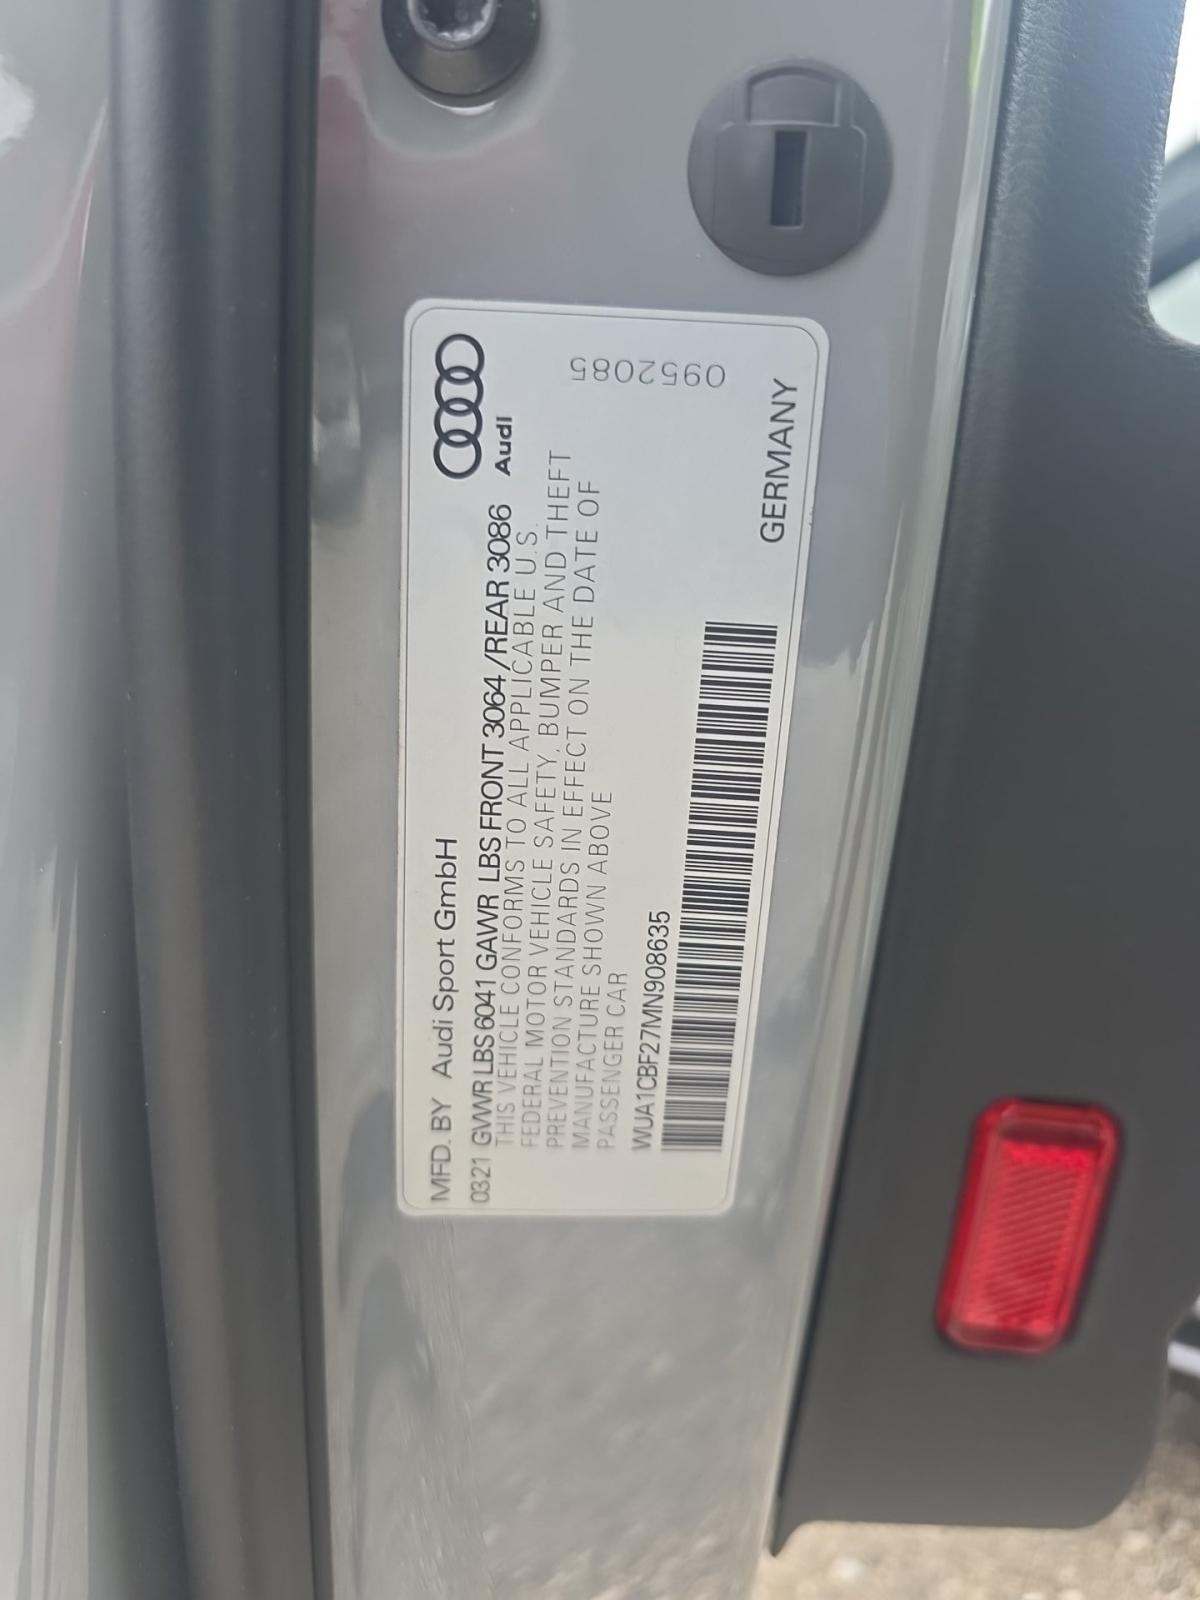 MFD. BY Audi Sport GmbH
0321 GVWR LBS 6041 GAWR LBS FRONT 3064 /REAR 3086
Audi
THIS VEHICLE CONFORMS TO ALL APPLICABLE U.S.
FEDERAL MOTOR VEHICLE SAFETY, BUMPER AND THEFT
PREVENTION STANDARDS IN EFFECT ON THE DATE OF
MANUFACTURE SHOWN ABOVE
PASSENGER CAR
0952085
WUA1CBF27MN908635
GERMANY